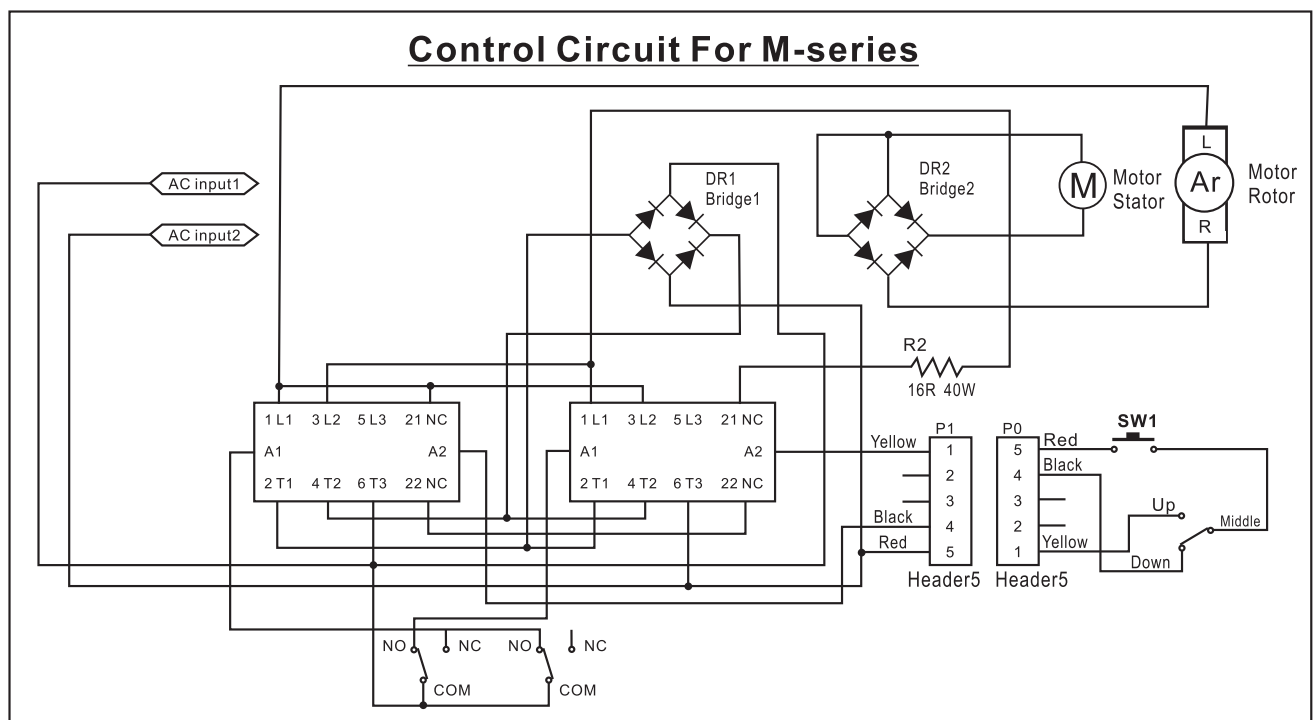 Control Circuit For M-series
AC input1
AC input2
DR1
Bridge1
DR2
Bridge2
M
Motor
Stator
L
Ar
R
Motor
Rotor
R2
16R 40W
1 L1 3 L2 5 L3 21 NC
A1 A2
2 T1 4 T2 6 T3 22 NC
1 L1 3 L2 5 L3 21 NC
A1 A2
2 T1 4 T2 6 T3 22 NC
Yellow
Black
Red
P1
1
2
3
4
5
Header5
P0
5
4
3
2
1
Header5
Red
Black
Yellow
SW1
Up
Middle
Down
NO NC
COM
NO NC
COM